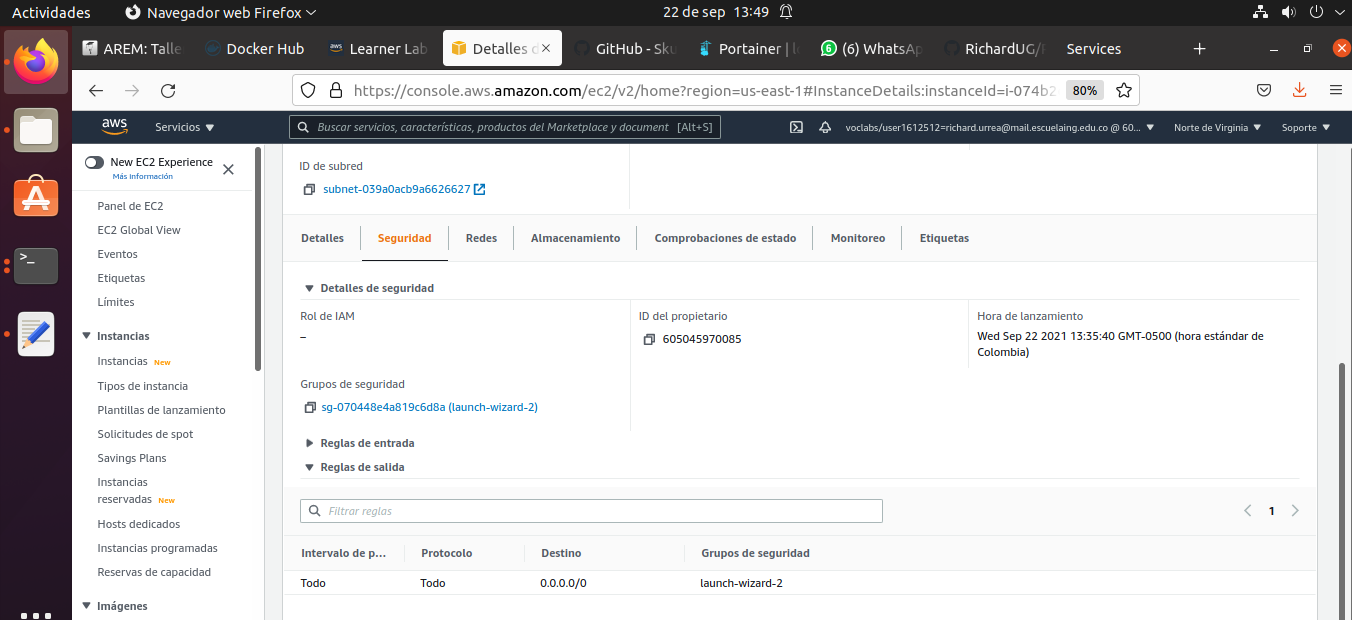 Actividades
Navegador web Firefox
22 de sep 13:49
AREM: Talle
Docker Hub
Learner Lab
Detalles d
GitHub - Sku
Portainer | l
(6) WhatsAp
RichardUG/
Services
https://console.aws.amazon.com/ec2/v2/home?region=us-east-1#InstanceDetails:instanceId=i-074b2
80%
aws
Servicios
Buscar servicios, características, productos del Marketplace y document [Alt+S]
voclabs/user1612512=richard.urrea@mail.escuelaing.edu.co @ 60...
Norte de Virginia
Soporte
New EC2 Experience
Más información
Panel de EC2
EC2 Global View
Eventos
Etiquetas
Límites
Instancias
Instancias New
Tipos de instancia
Plantillas de lanzamiento
Solicitudes de spot
Savings Plans
Instancias
reservadas New
Hosts dedicados
Instancias programadas
Reservas de capacidad
Imágenes
ID de subred
subnet-039a0acb9a6626627
Detalles
Seguridad
Redes
Almacenamiento
Comprobaciones de estado
Monitoreo
Etiquetas
Detalles de seguridad
Rol de IAM
–
ID del propietario
605045970085
Hora de lanzamiento
Wed Sep 22 2021 13:35:40 GMT-0500 (hora estándar de
Colombia)
Grupos de seguridad
sg-070448e4a819c6d8a (launch-wizard-2)
Reglas de entrada
Reglas de salida
Filtrar reglas
1
Intervalo de p...
Protocolo
Destino
Grupos de seguridad
Todo
Todo
0.0.0.0/0
launch-wizard-2